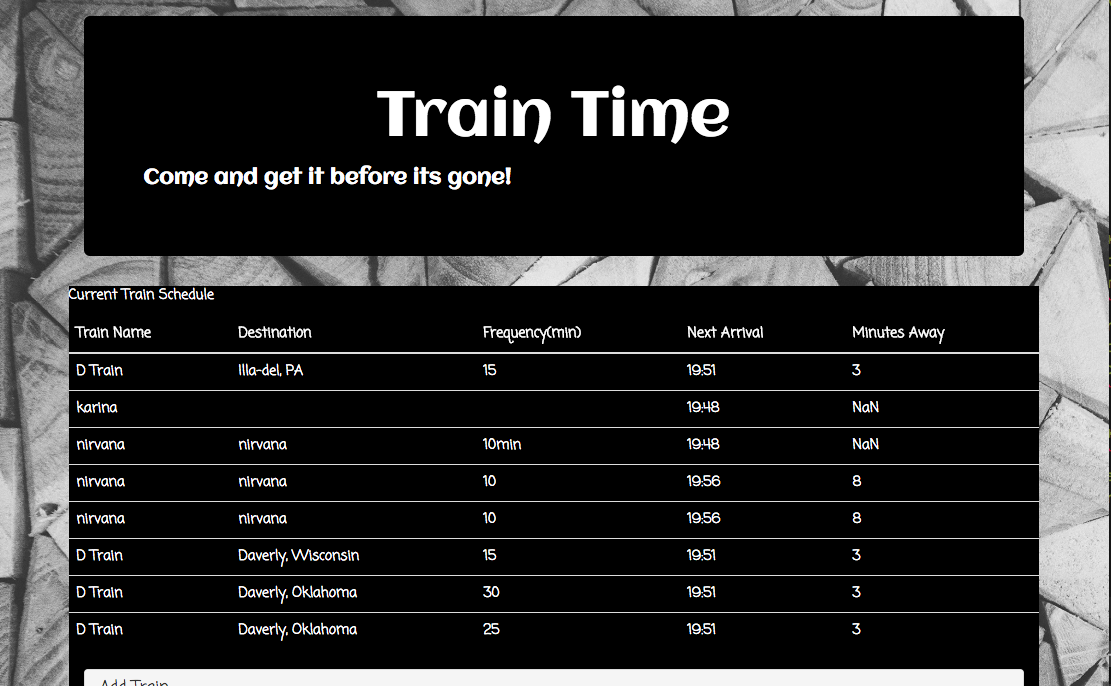 Train Time
Come and get it before its gone!
Current Train Schedule
Train Name Destination Frequency(min) Next Arrival Minutes Away
D Train Illa-del, PA 15 19:51 3
karina 19:48 NaN
nirvana nirvana 10min 19:48 NaN
nirvana nirvana 10 19:56 8
nirvana nirvana 10 19:56 8
D Train Daverly, Wisconsin 15 19:51 3
D Train Daverly, Oklahoma 30 19:51 3
D Train Daverly, Oklahoma 25 19:51 3
Add Train